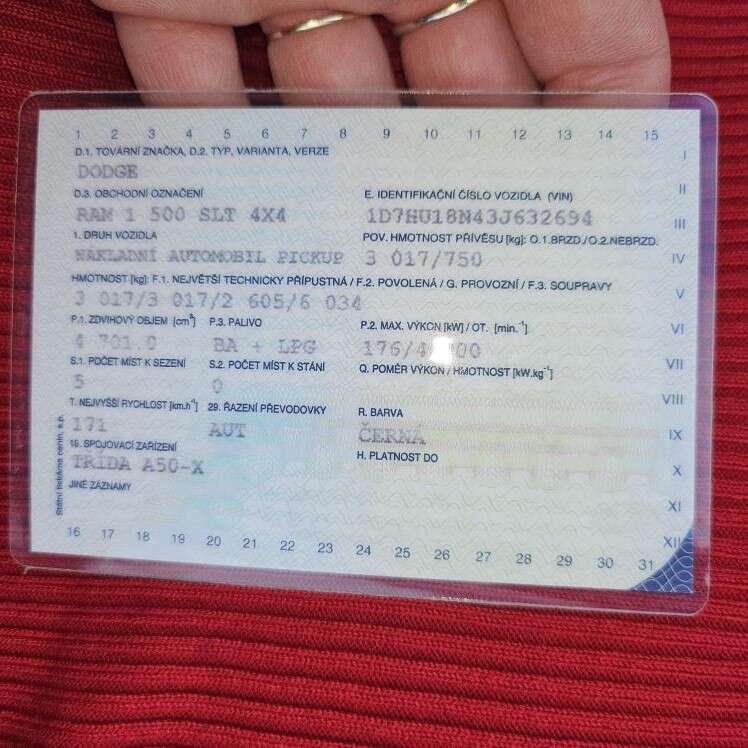 1 2 3 4 5 6 7 8 9 10 11 12 13 14 15
D.1. TOVÁRNÍ ZNAČKA, D.2. TYP, VARIANTA, VERZE
DODGE
I
D.3. OBCHODNÍ OZNAČENÍ
E. IDENTIFIKAČNÍ ČÍSLO VOZIDLA (VIN)
II
RAM 1 500 SLT 4X4
1D7HU18N43J632694
III
1. DRUH VOZIDLA
POV. HMOTNOST PŘÍVĚSU [kg]: O.1.BRZD./O.2.NEBRZD.
NÁKLADNÍ AUTOMOBIL PICKUP
3 017/750
IV
HMOTNOST [kg]: F.1. NEJVĚTŠÍ TECHNICKY PŘÍPUSTNÁ / F.2. POVOLENÁ / G. PROVOZNÍ / F.3. SOUPRAVY
3 017/3 017/2 605/6 034
V
P.1. ZDVIHOVÝ OBJEM [cm³]
P.3. PALIVO
P.2. MAX. VÝKON [kW] / OT. [min.⁻¹]
VI
4 701.0
BA + LPG
176/4 00
S.1. POČET MÍST K SEZENÍ
S.2. POČET MÍST K STÁNÍ
Q. POMĚR VÝKON / HMOTNOST [kW.kg⁻¹]
VII
5
0
VIII
T. NEJVYŠŠÍ RYCHLOST [km.h⁻¹]
29. ŘAZENÍ PŘEVODOVKY
R. BARVA
171
AUT
ČERNÁ
IX
18. SPOJOVACÍ ZAŘÍZENÍ
H. PLATNOST DO
TŘÍDA A50-X
X
JINÉ ZÁZNAMY
XI
XII
16 17 18 19 20 21 22 23 24 25 26 27 28 29 30 31
Státní tiskárna cenin, s.p.